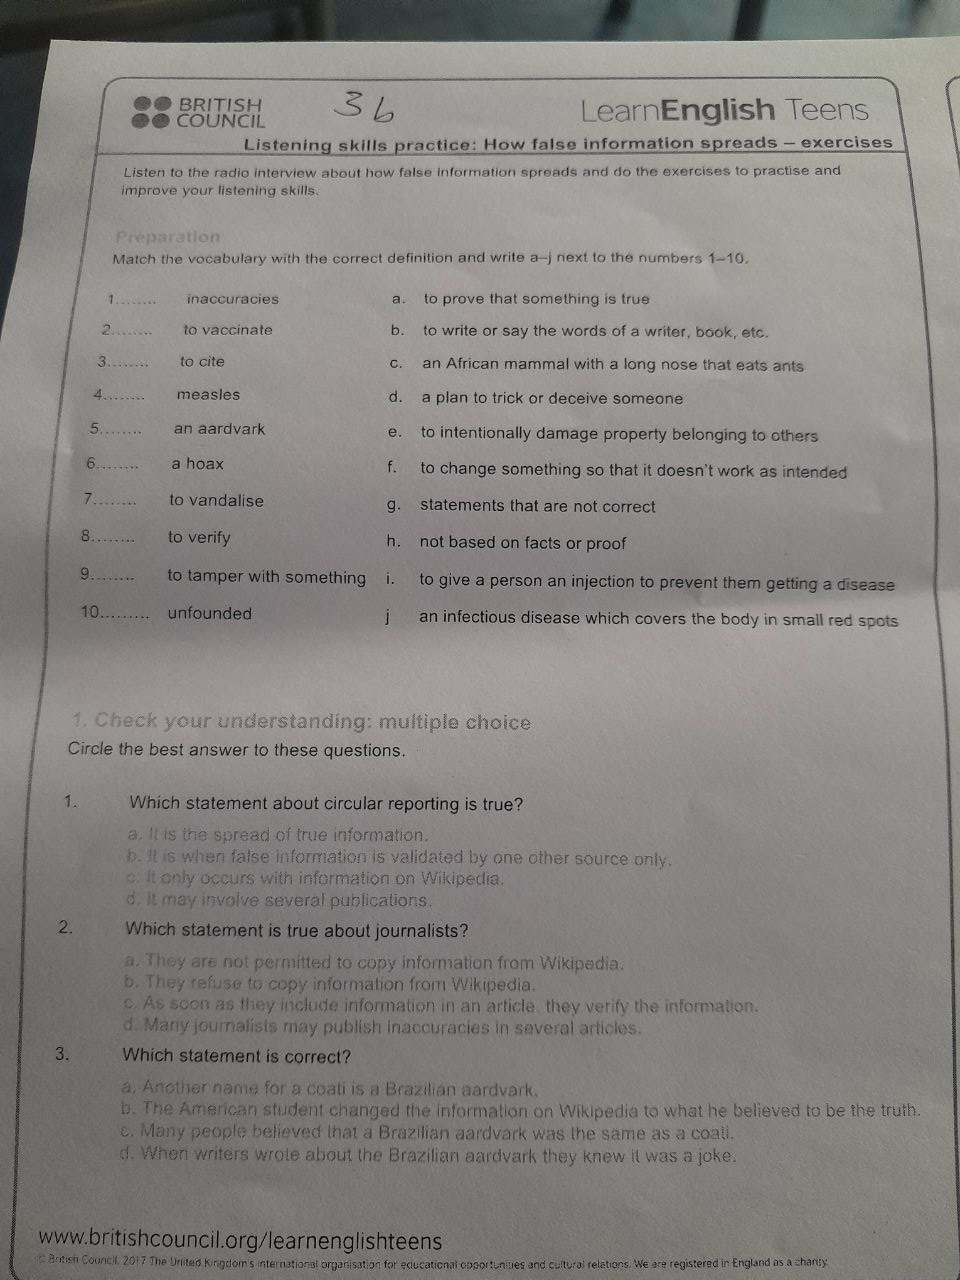 BRITISH
COUNCIL
3b
LearnEnglish Teens
Listening skills practice: How false information spreads – exercises
Listen to the radio interview about how false information spreads and do the exercises to practise and
improve your listening skills.
Preparation
Match the vocabulary with the correct definition and write a–j next to the numbers 1–10.
1........ inaccuracies a. to prove that something is true
2........ to vaccinate b. to write or say the words of a writer, book, etc.
3........ to cite c. an African mammal with a long nose that eats ants
4........ measles d. a plan to trick or deceive someone
5........ an aardvark e. to intentionally damage property belonging to others
6........ a hoax f. to change something so that it doesn't work as intended
7........ to vandalise g. statements that are not correct
8........ to verify h. not based on facts or proof
9........ to tamper with something i. to give a person an injection to prevent them getting a disease
10......... unfounded j an infectious disease which covers the body in small red spots
1. Check your understanding: multiple choice
Circle the best answer to these questions.
1. Which statement about circular reporting is true?
a. It is the spread of true information.
b. It is when false information is validated by one other source only.
c. It only occurs with information on Wikipedia.
d. It may involve several publications.
2. Which statement is true about journalists?
a. They are not permitted to copy information from Wikipedia.
b. They refuse to copy information from Wikipedia.
c. As soon as they include information in an article, they verify the information.
d. Many journalists may publish inaccuracies in several articles.
3. Which statement is correct?
a. Another name for a coati is a Brazilian aardvark.
b. The American student changed the information on Wikipedia to what he believed to be the truth.
c. Many people believed that a Brazilian aardvark was the same as a coati.
d. When writers wrote about the Brazilian aardvark they knew it was a joke.
www.britishcouncil.org/learnenglishteens
© British Council, 2017 The United Kingdom's international organisation for educational opportunities and cultural relations. We are registered in England as a charity.